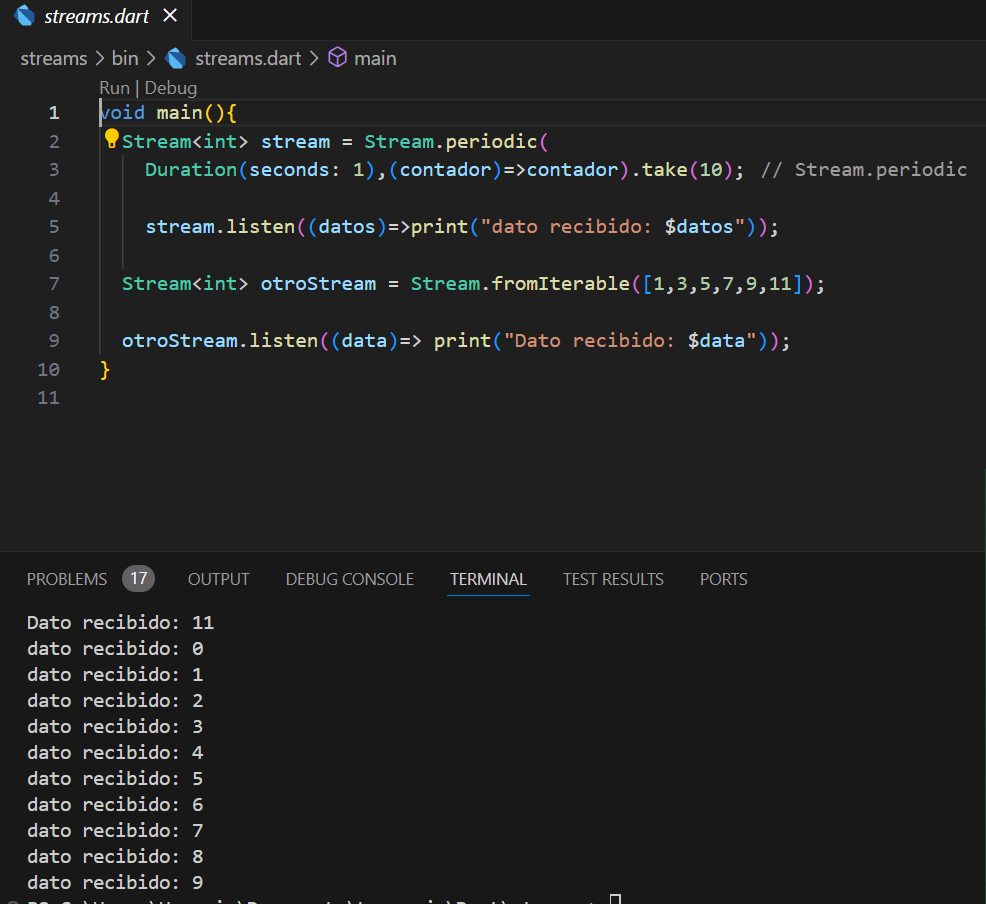 streams.dart
streams > bin > streams.dart > main
Run | Debug
1 void main(){
2 Stream<int> stream = Stream.periodic(
3 Duration(seconds: 1),(contador)=>contador).take(10); // Stream.periodic
4
5 stream.listen((datos)=>print("dato recibido: $datos"));
6
7 Stream<int> otroStream = Stream.fromIterable([1,3,5,7,9,11]);
8
9 otroStream.listen((data)=> print("Dato recibido: $data"));
10 }
11
PROBLEMS 17 OUTPUT DEBUG CONSOLE TERMINAL TEST RESULTS PORTS
Dato recibido: 11
dato recibido: 0
dato recibido: 1
dato recibido: 2
dato recibido: 3
dato recibido: 4
dato recibido: 5
dato recibido: 6
dato recibido: 7
dato recibido: 8
dato recibido: 9